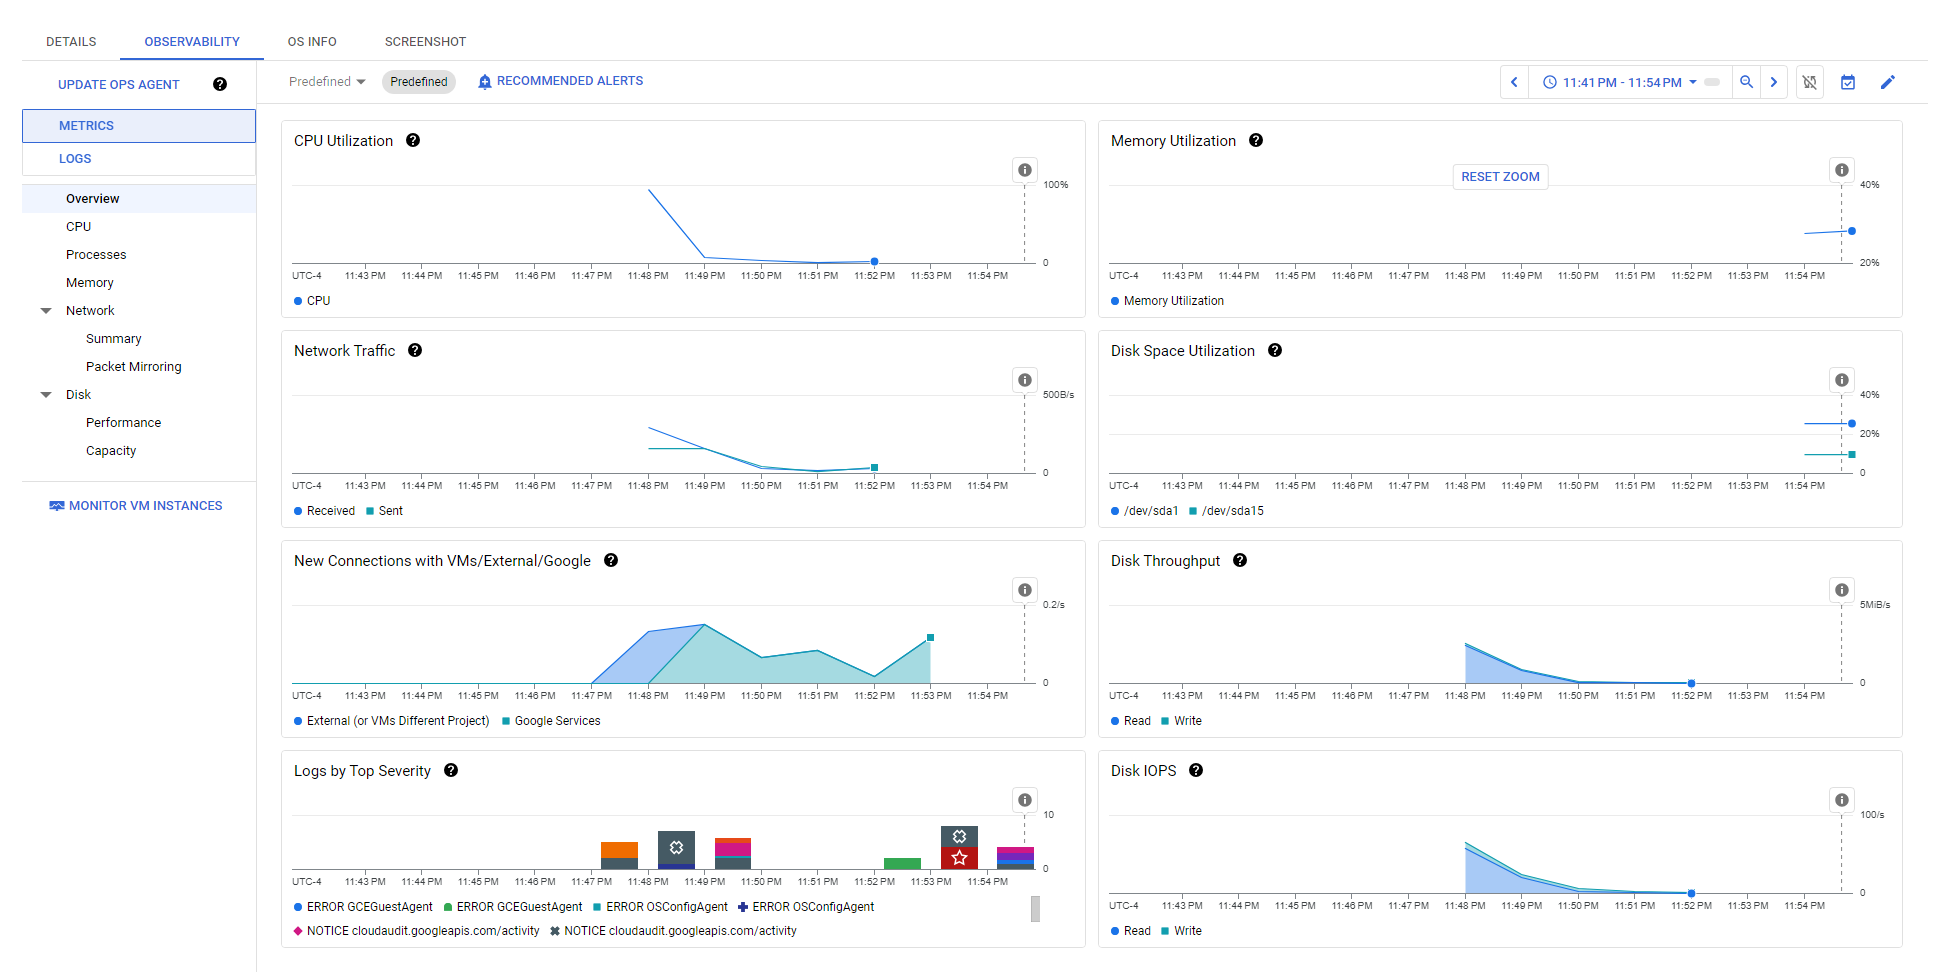 DETAILS OBSERVABILITY OS INFO SCREENSHOT
UPDATE OPS AGENT
METRICS
LOGS
Overview
CPU
Processes
Memory
Network
Summary
Packet Mirroring
Disk
Performance
Capacity
MONITOR VM INSTANCES
Predefined Predefined RECOMMENDED ALERTS 11:41 PM - 11:54 PM
CPU Utilization
100%
0
UTC-4 11:43 PM 11:44 PM 11:45 PM 11:46 PM 11:47 PM 11:48 PM 11:49 PM 11:50 PM 11:51 PM 11:52 PM 11:53 PM 11:54 PM
CPU
Memory Utilization
RESET ZOOM
40%
20%
UTC-4 11:43 PM 11:44 PM 11:45 PM 11:46 PM 11:47 PM 11:48 PM 11:49 PM 11:50 PM 11:51 PM 11:52 PM 11:53 PM 11:54 PM
Memory Utilization
Network Traffic
500B/s
0
UTC-4 11:43 PM 11:44 PM 11:45 PM 11:46 PM 11:47 PM 11:48 PM 11:49 PM 11:50 PM 11:51 PM 11:52 PM 11:53 PM 11:54 PM
Received Sent
Disk Space Utilization
40%
20%
0
UTC-4 11:43 PM 11:44 PM 11:45 PM 11:46 PM 11:47 PM 11:48 PM 11:49 PM 11:50 PM 11:51 PM 11:52 PM 11:53 PM 11:54 PM
/dev/sda1 /dev/sda15
New Connections with VMs/External/Google
0.2/s
0
UTC-4 11:43 PM 11:44 PM 11:45 PM 11:46 PM 11:47 PM 11:48 PM 11:49 PM 11:50 PM 11:51 PM 11:52 PM 11:53 PM 11:54 PM
External (or VMs Different Project) Google Services
Disk Throughput
5MiB/s
0
UTC-4 11:43 PM 11:44 PM 11:45 PM 11:46 PM 11:47 PM 11:48 PM 11:49 PM 11:50 PM 11:51 PM 11:52 PM 11:53 PM 11:54 PM
Read Write
Logs by Top Severity
10
0
UTC-4 11:43 PM 11:44 PM 11:45 PM 11:46 PM 11:47 PM 11:48 PM 11:49 PM 11:50 PM 11:51 PM 11:52 PM 11:53 PM 11:54 PM
ERROR GCEGuestAgent ERROR GCEGuestAgent ERROR OSConfigAgent ERROR OSConfigAgent
NOTICE cloudaudit.googleapis.com/activity NOTICE cloudaudit.googleapis.com/activity
Disk IOPS
100/s
0
UTC-4 11:43 PM 11:44 PM 11:45 PM 11:46 PM 11:47 PM 11:48 PM 11:49 PM 11:50 PM 11:51 PM 11:52 PM 11:53 PM 11:54 PM
Read Write